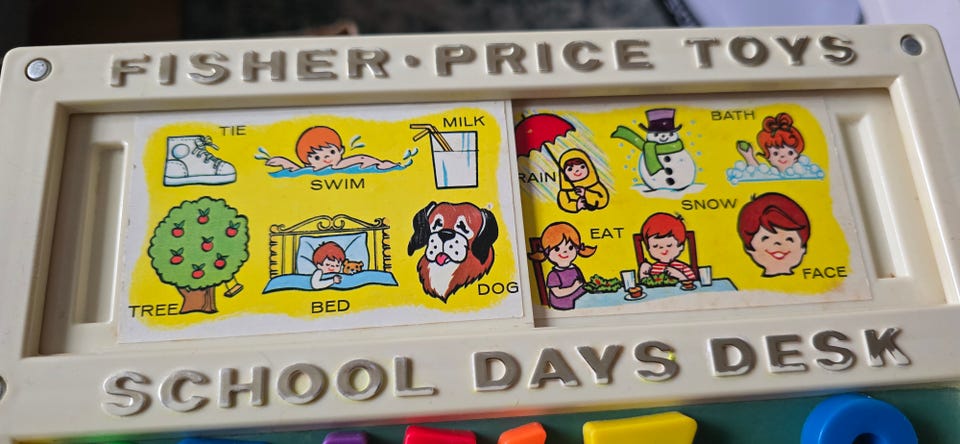 FISHER·PRICE TOYS
TIE
SWIM
MILK
TREE
BED
DOG
RAIN
BATH
SNOW
EAT
FACE
SCHOOL DAYS DESK